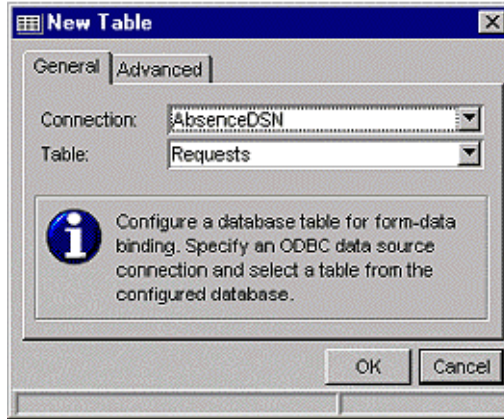 New Table
General Advanced
Connection: AbsenceDSN
Table: Requests
Configure a database table for form-data
binding. Specify an ODBC data source
connection and select a table from the
configured database.
OK Cancel